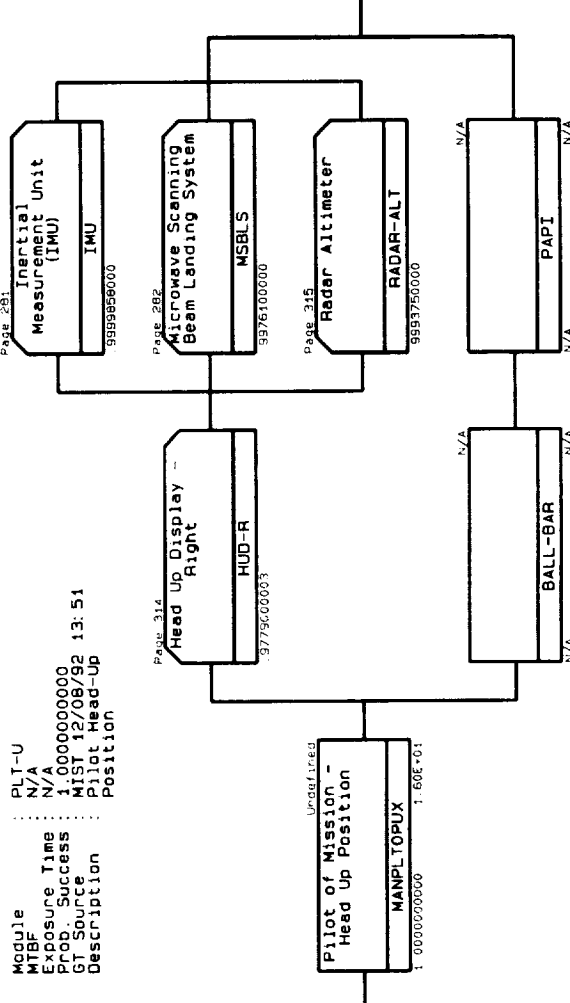 Module : PLT-U
MTBF : N/A
Exposure Time : N/A
Prob. Success : 1.0000000000
GT Source : MIST 12/08/92 13:51
Description : Pilot Head-Up
Position
Undefined
Pilot of Mission -
Head Up Position
MANPLTOPUX
1.0000000000 1.60E+01
Page 314
Head Up Display -
Right
HUD-R
.9779000003
N/A
BALL-BAR
N/A N/A
Page 281
Inertial
Measurement Unit
(IMU)
IMU
.9999858000
Page 282
Microwave Scanning
Beam Landing System
MSBLS
.9976100000
Page 315
Radar Altimeter
RADAR-ALT
.9993750000
N/A
PAPI
N/A N/A